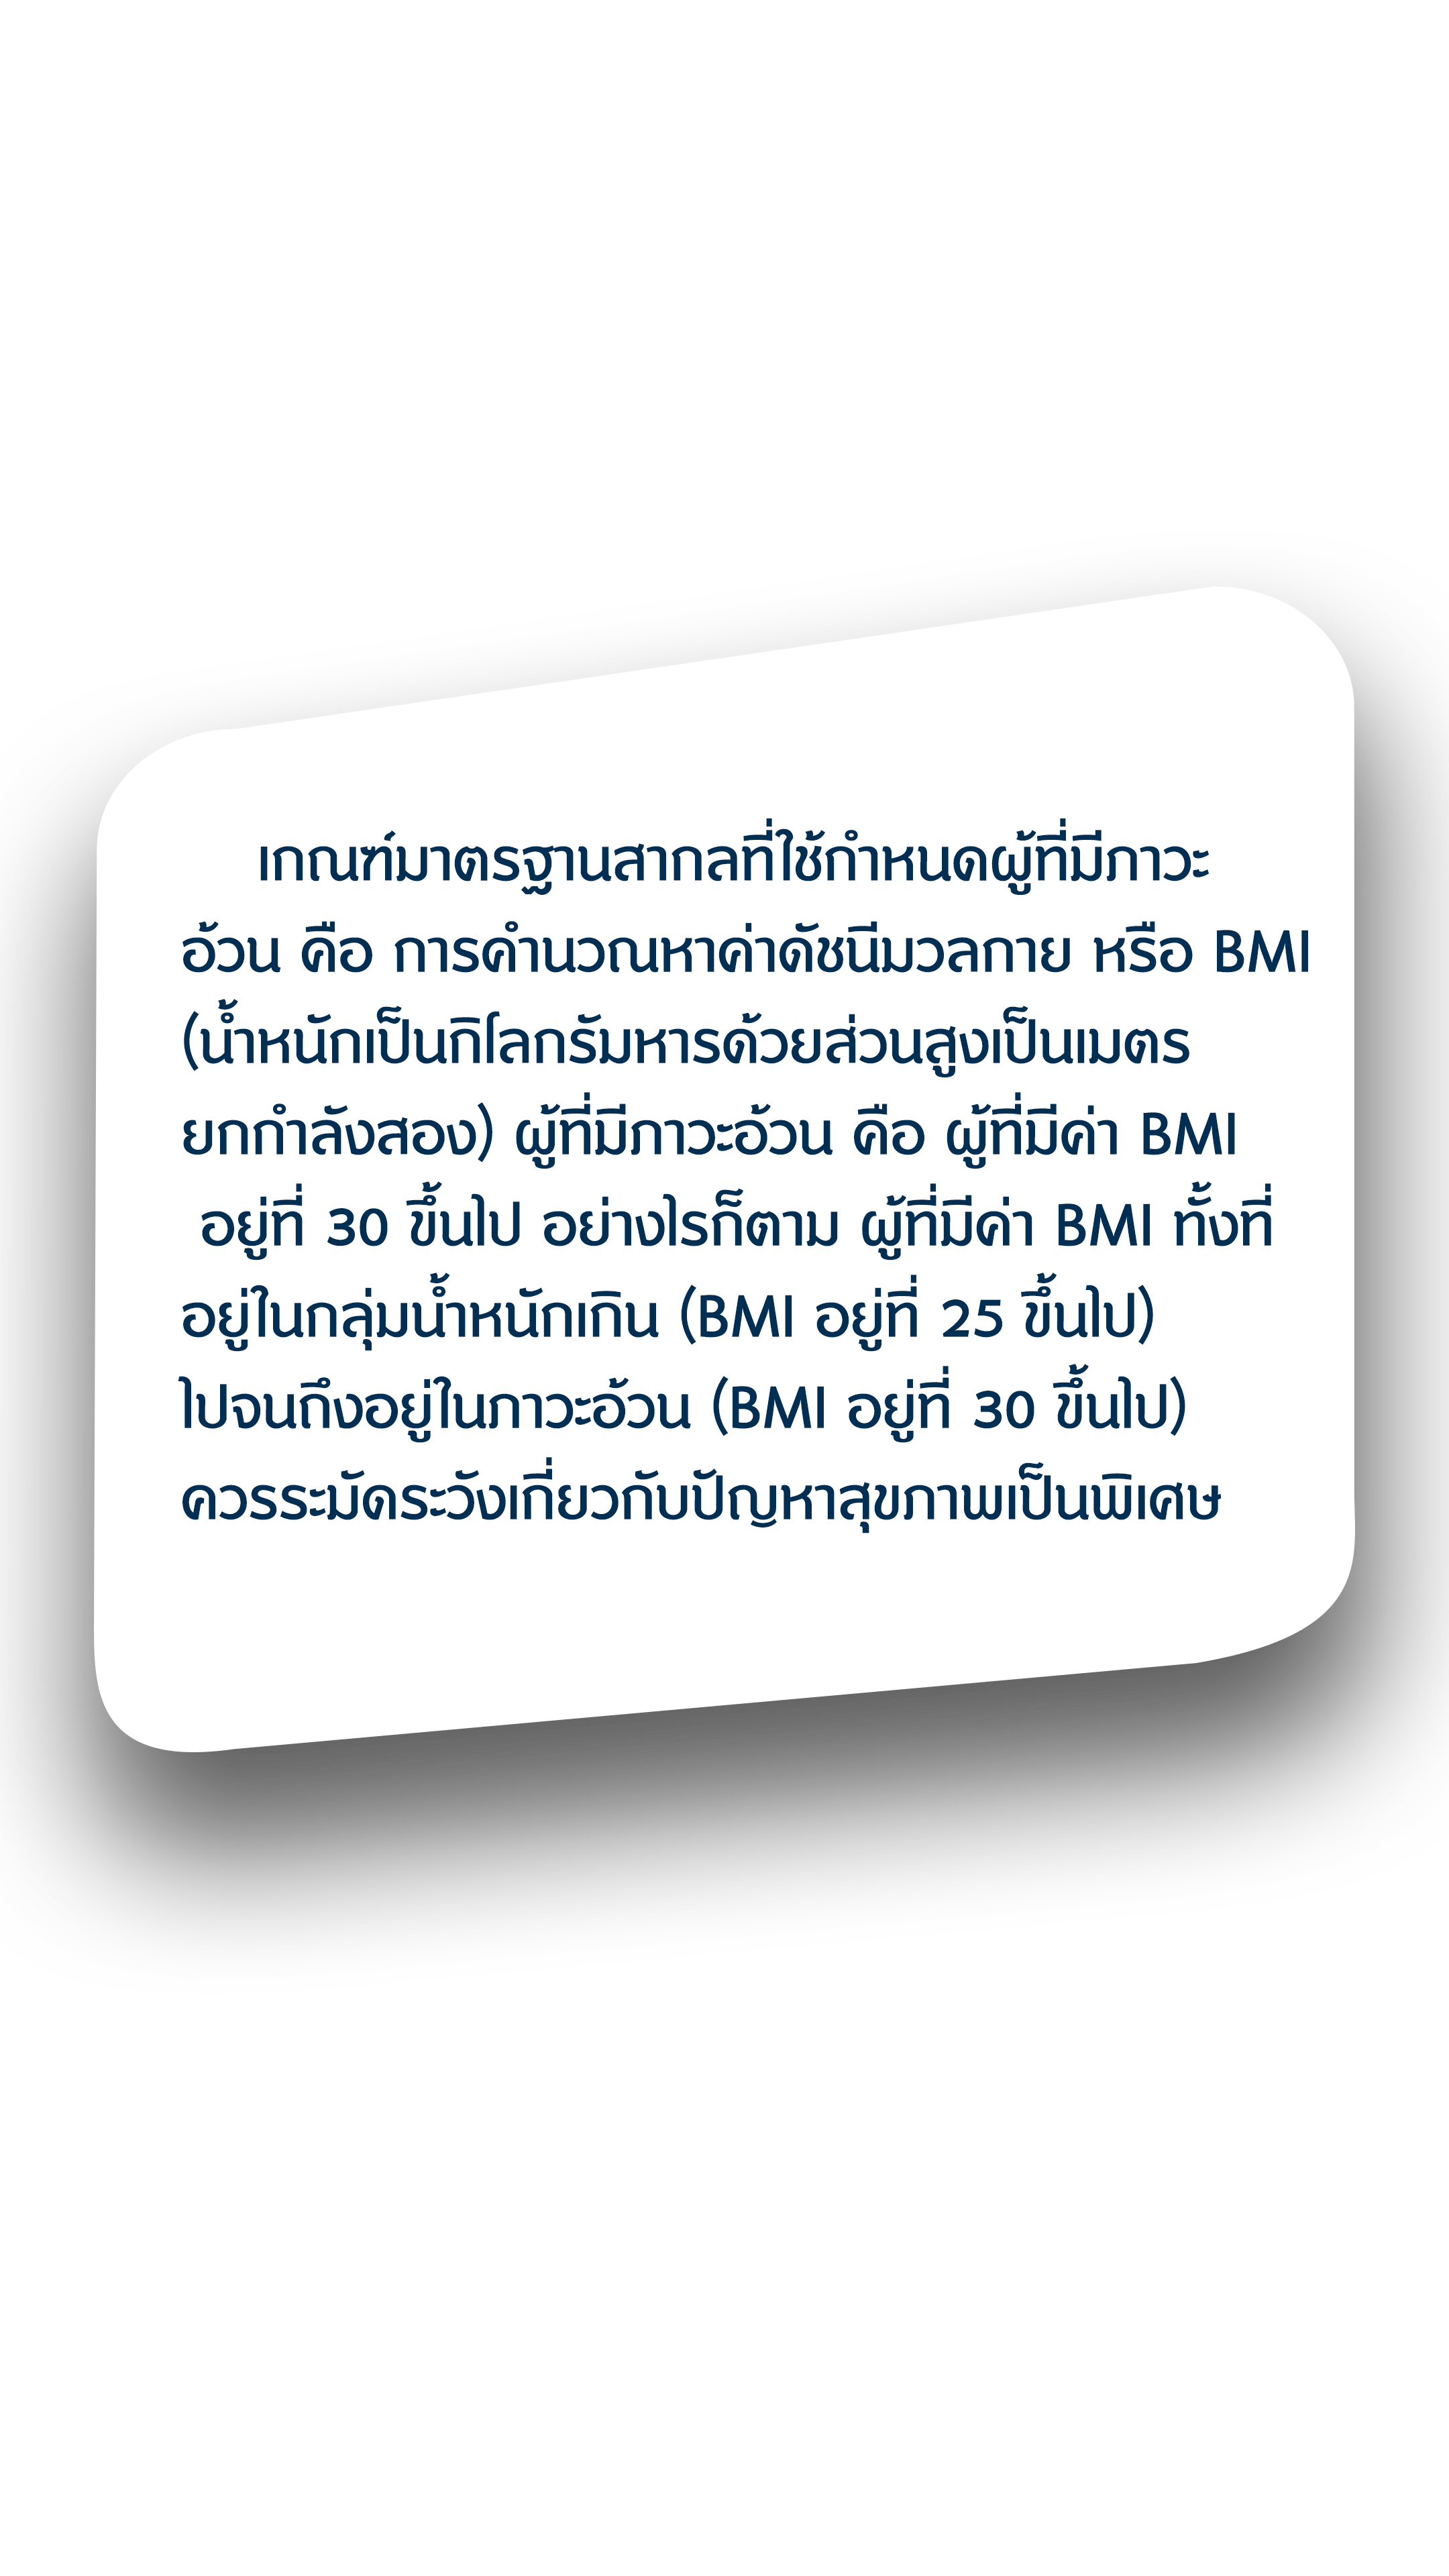 เกณฑ์มาตรฐานสากลที่ใช้กำหนดผู้ที่มีภาวะ
อ้วน คือ การคำนวณหาค่าดัชนีมวลกาย หรือ BMI
(น้ำหนักเป็นกิโลกรัมหารด้วยส่วนสูงเป็นเมตร
ยกกำลังสอง) ผู้ที่มีภาวะอ้วน คือ ผู้ที่มีค่า BMI
อยู่ที่ 30 ขึ้นไป อย่างไรก็ตาม ผู้ที่มีค่า BMI ทั้งที่
อยู่ในกลุ่มน้ำหนักเกิน (BMI อยู่ที่ 25 ขึ้นไป)
ไปจนถึงอยู่ในภาวะอ้วน (BMI อยู่ที่ 30 ขึ้นไป)
ควรระมัดระวังเกี่ยวกับปัญหาสุขภาพเป็นพิเศษ